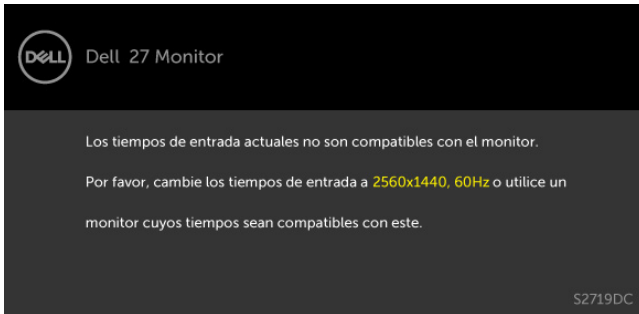 DELL
Dell 27 Monitor
Los tiempos de entrada actuales no son compatibles con el monitor.
Por favor, cambie los tiempos de entrada a 2560x1440, 60Hz o utilice un
monitor cuyos tiempos sean compatibles con este.
S2719DC